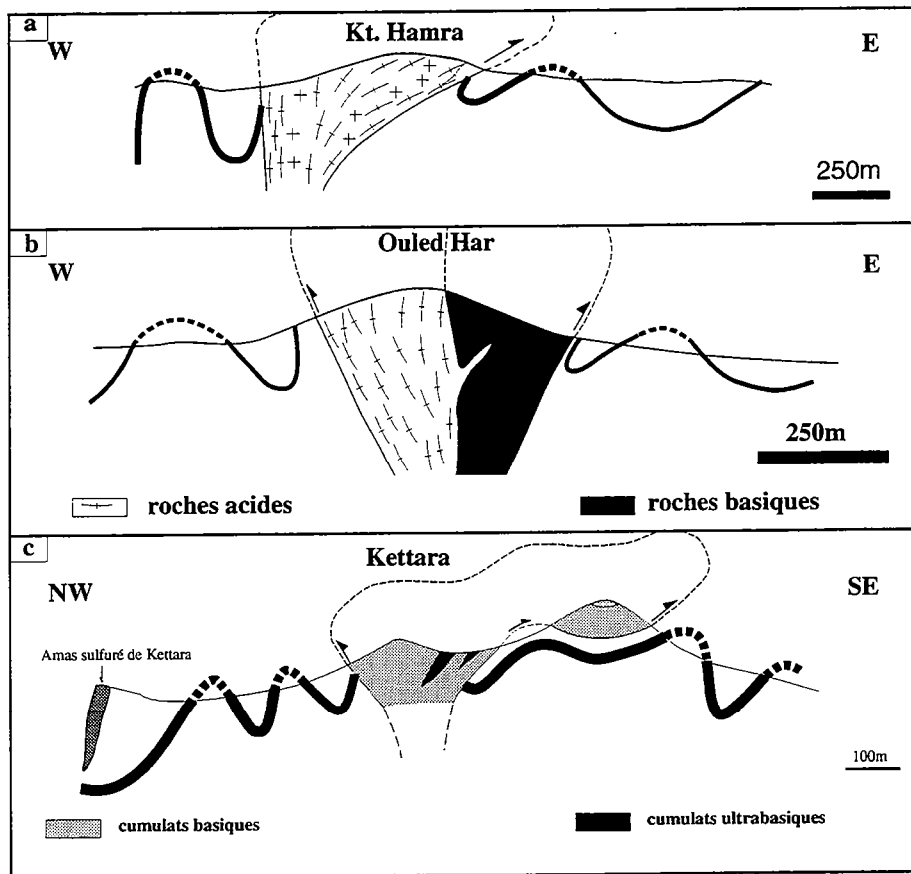 a
Kt. Hamra
W
E
250m
b
Ouled Har
W
E
250m
roches acides
roches basiques
c
Kettara
NW
SE
Amas sulfuré de Kettara
100m
cumulats basiques
cumulats ultrabasiques